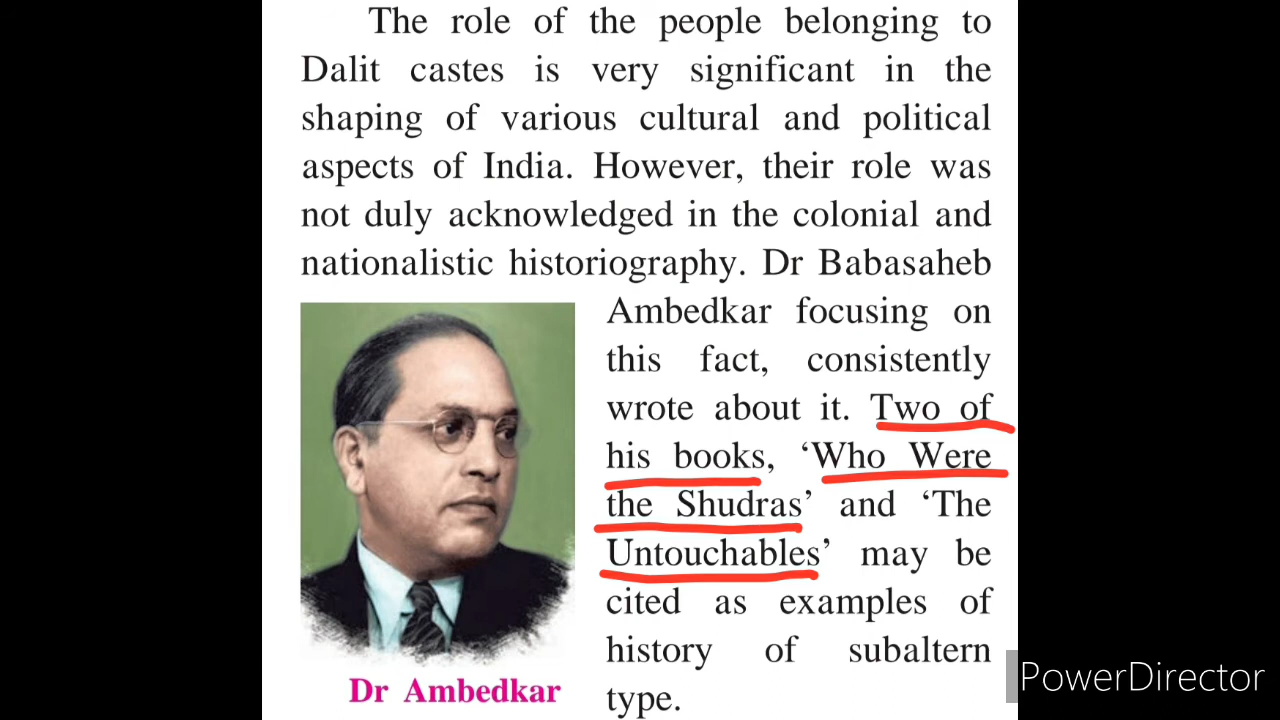 The role of the people belonging to
Dalit castes is very significant in the
shaping of various cultural and political
aspects of India. However, their role was
not duly acknowledged in the colonial and
nationalistic historiography. Dr Babasaheb
Ambedkar focusing on
this fact, consistently
wrote about it. Two of
his books, ‘Who Were
the Shudras’ and ‘The
Untouchables’ may be
cited as examples of
history of subaltern
type.
Dr Ambedkar
PowerDirector